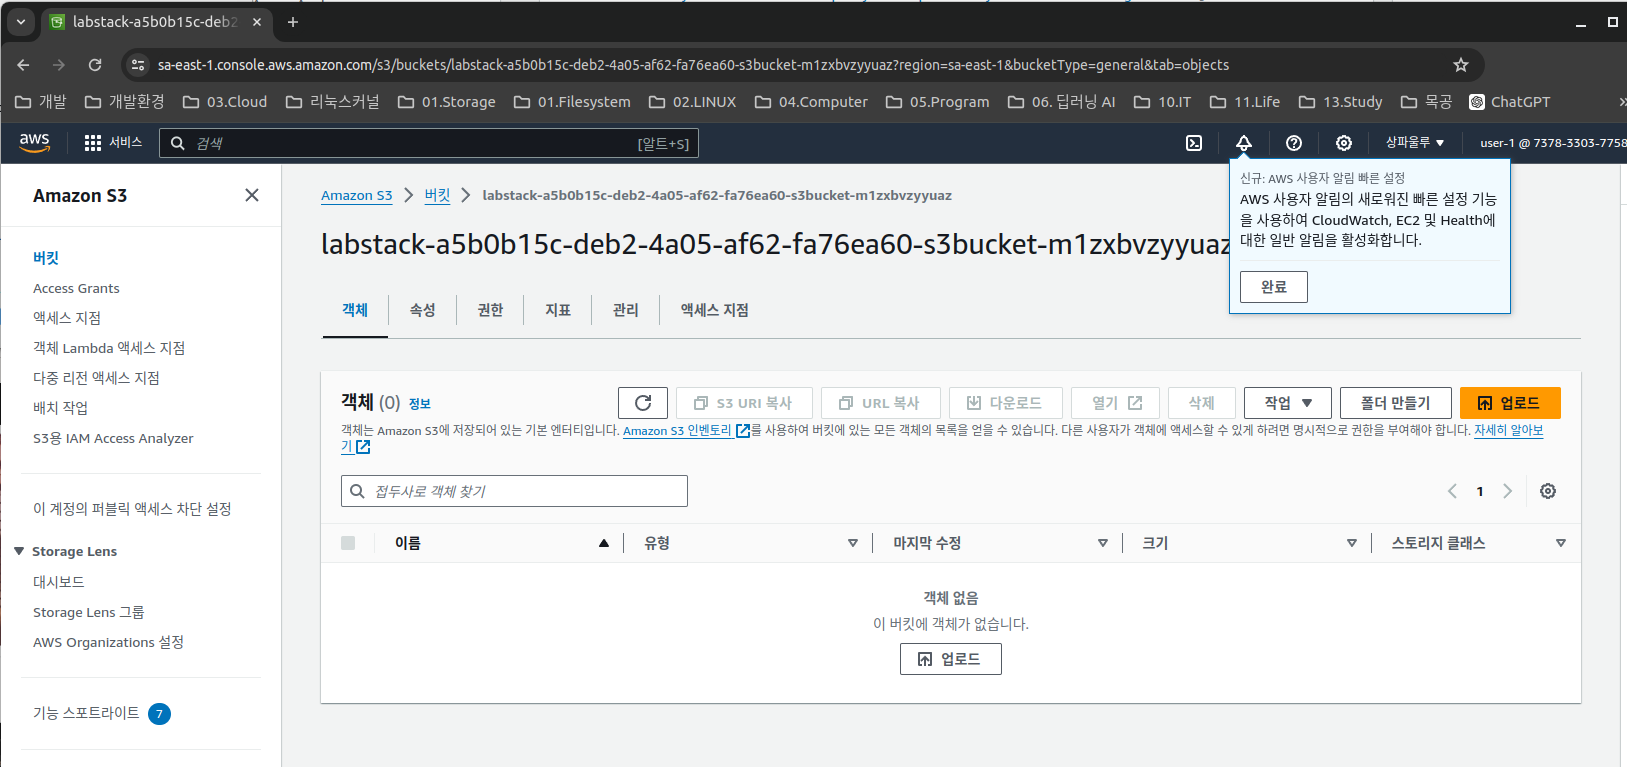 labstack-a5b0b15c-deb2
sa-east-1.console.aws.amazon.com/s3/buckets/labstack-a5b0b15c-deb2-4a05-af62-fa76ea60-s3bucket-m1zxbvzyyuaz?region=sa-east-1&bucketType=general&tab=objects
개발 개발환경 03.Cloud 리눅스커널 01.Storage 01.Filesystem 02.LINUX 04.Computer 05.Program 06. 딥러닝 AI 10.IT 11.Life 13.Study 목공 ChatGPT
aws 서비스 검색 [알트+S] 상파울루 user-1 @ 7378-3303-7758
신규: AWS 사용자 알림 빠른 설정
AWS 사용자 알림의 새로워진 빠른 설정 기능
을 사용하여 CloudWatch, EC2 및 Health에
대한 일반 알림을 활성화합니다.
완료
Amazon S3
버킷
Access Grants
액세스 지점
객체 Lambda 액세스 지점
다중 리전 액세스 지점
배치 작업
S3용 IAM Access Analyzer
이 계정의 퍼블릭 액세스 차단 설정
Storage Lens
대시보드
Storage Lens 그룹
AWS Organizations 설정
기능 스포트라이트 7
Amazon S3 버킷 labstack-a5b0b15c-deb2-4a05-af62-fa76ea60-s3bucket-m1zxbvzyyuaz
labstack-a5b0b15c-deb2-4a05-af62-fa76ea60-s3bucket-m1zxbvzyyuaz
객체 속성 권한 지표 관리 액세스 지점
객체 (0) 정보 S3 URI 복사 URL 복사 다운로드 열기 삭제 작업 폴더 만들기 업로드
객체는 Amazon S3에 저장되어 있는 기본 엔터티입니다. Amazon S3 인벤토리 를 사용하여 버킷에 있는 모든 객체의 목록을 얻을 수 있습니다. 다른 사용자가 객체에 액세스할 수 있게 하려면 명시적으로 권한을 부여해야 합니다. 자세히 알아보
기
접두사로 객체 찾기 1
이름 유형 마지막 수정 크기 스토리지 클래스
객체 없음
이 버킷에 객체가 없습니다.
업로드